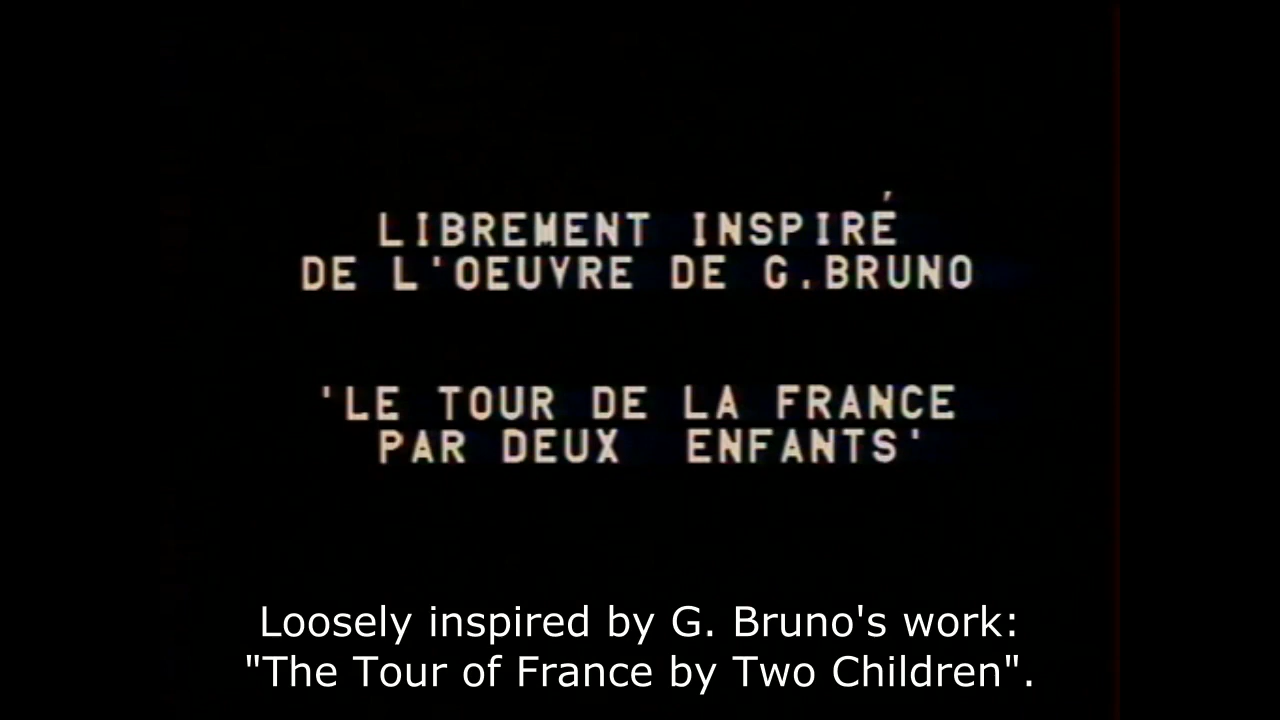 LIBREMENT INSPIRÉ
DE L'OEUVRE DE G.BRUNO
'LE TOUR DE LA FRANCE
PAR DEUX ENFANTS'
Loosely inspired by G. Bruno's work:
"The Tour of France by Two Children".